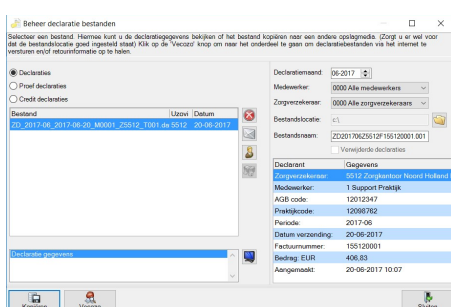 Beheer declaratie bestanden
Selecteer een bestand. Hiermee kunt u de declaratiegegevens bekijken of het bestand kopiëren naar een andere opslagmedia. (Zorgt u er wel voor
dat de bestandslocatie goed ingesteld staat) Klik op de 'Vecozo' knop om naar het onderdeel te gaan om declaratiebestanden via het internet te
versturen en/of retourinformatie op te halen.
Declaraties
Proef declaraties
Credit declaraties
Bestand Uzovi Datum
ZD_2017-06_2017-06-20_M0001_Z5512_T001.da 5512 20-06-2017
Declaratie gegevens
Declaratiemaand: 06-2017
Medewerker: 0000 Alle medewerkers
Zorgverzekeraar: 0000 Alle zorgverzekeraars
Bestandslocatie: c:\
Bestandsnaam: ZD201706Z5512F155120001.001
Verwijderde declaraties
Declarant Gegevens
Zorgverzekeraar: 5512 Zorgkantoor Noord Holland
Medewerker: 1 Support Praktijk
AGB code: 12012347
Praktijkcode: 12098762
Periode: 2017-06
Datum verzending: 20-06-2017
Factuurnummer: 155120001
Bedrag: EUR 406,83
Aangemaakt: 20-06-2017 10:07
Kopiëren Vecozo Sluiten